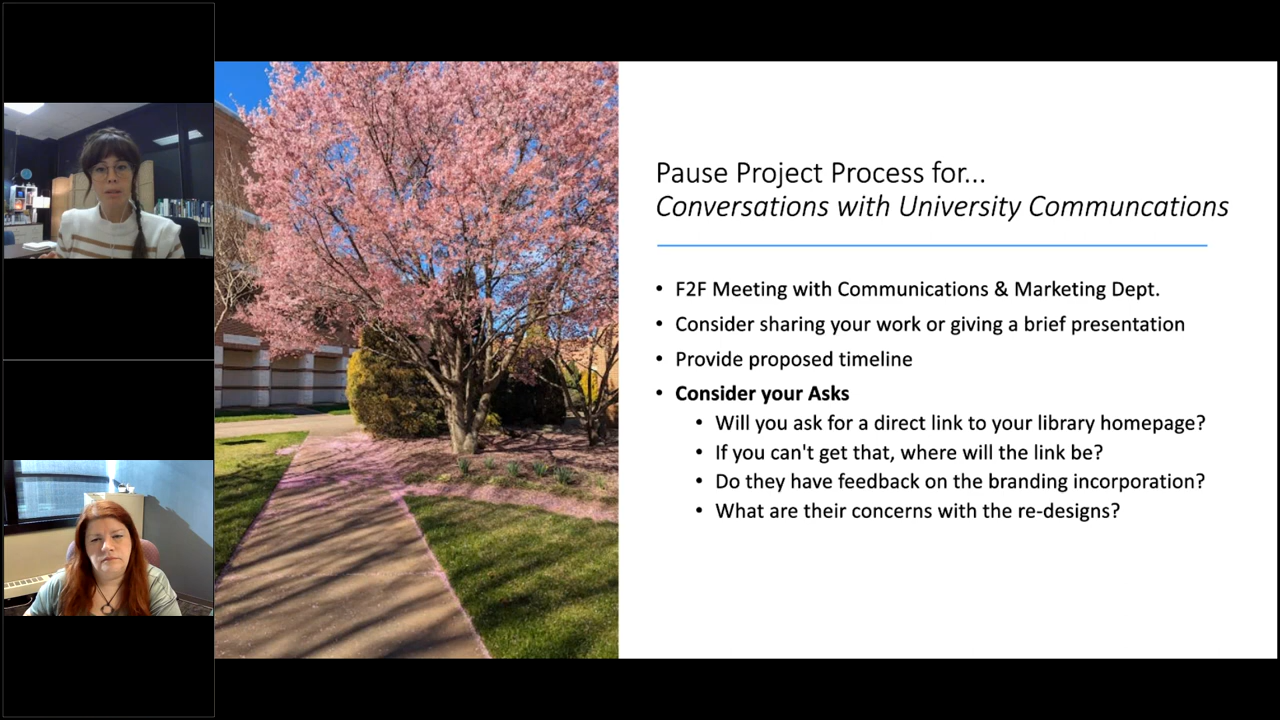 Pause Project Process for...
Conversations with University Communcations
• F2F Meeting with Communications & Marketing Dept.
• Consider sharing your work or giving a brief presentation
• Provide proposed timeline
• Consider your Asks
• Will you ask for a direct link to your library homepage?
• If you can't get that, where will the link be?
• Do they have feedback on the branding incorporation?
• What are their concerns with the re-designs?